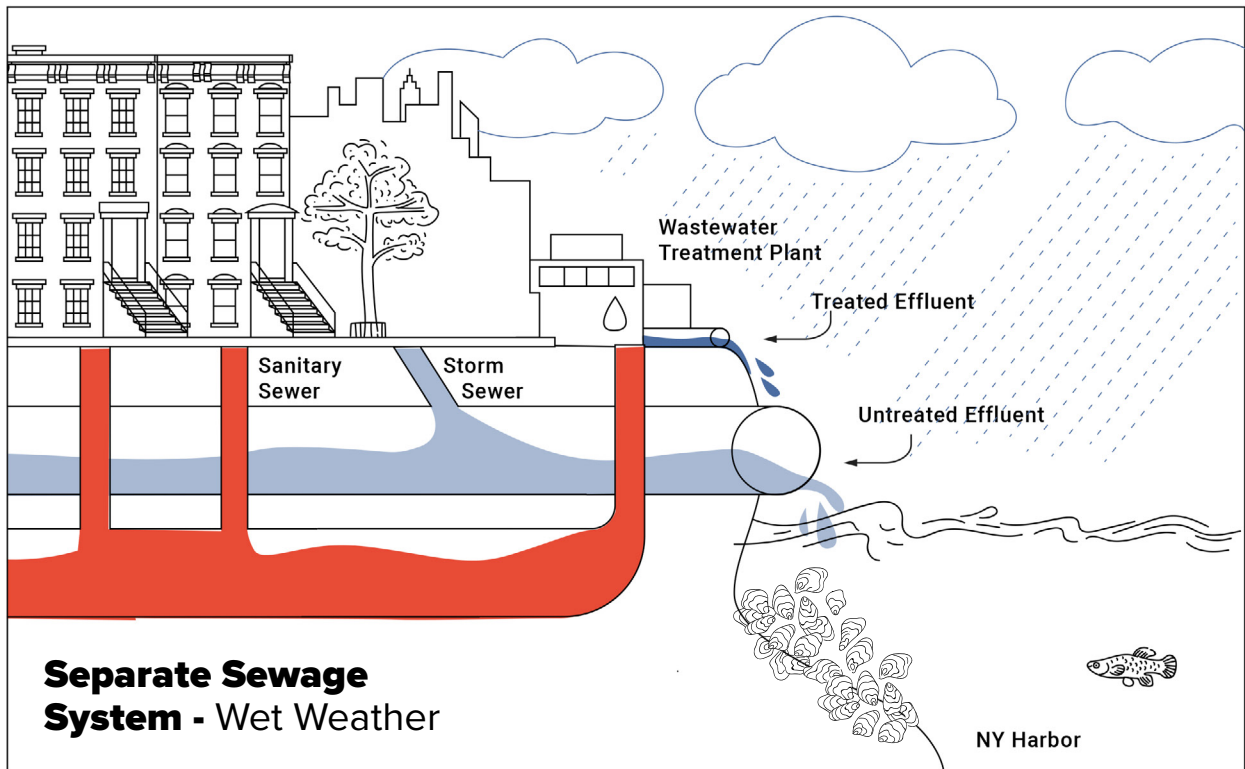 Wastewater
Treatment Plant
Treated Effluent
Sanitary
Sewer
Storm
Sewer
Untreated Effluent
Separate Sewage
System - Wet Weather
NY Harbor